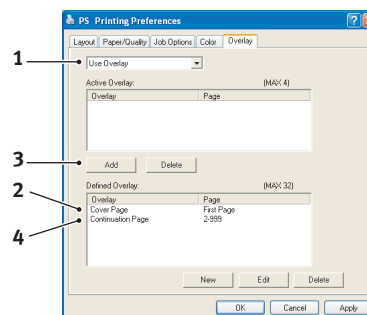 PS Printing Preferences
Layout Paper/Quality Job Options Color Overlay
1
Use Overlay
Active Overlay: (MAX 4)
Overlay Page
3
Add Delete
Defined Overlay: (MAX 32)
Overlay Page
2
Cover Page First Page
4
Continuation Page 2-999
New Edit Delete
OK Cancel Apply